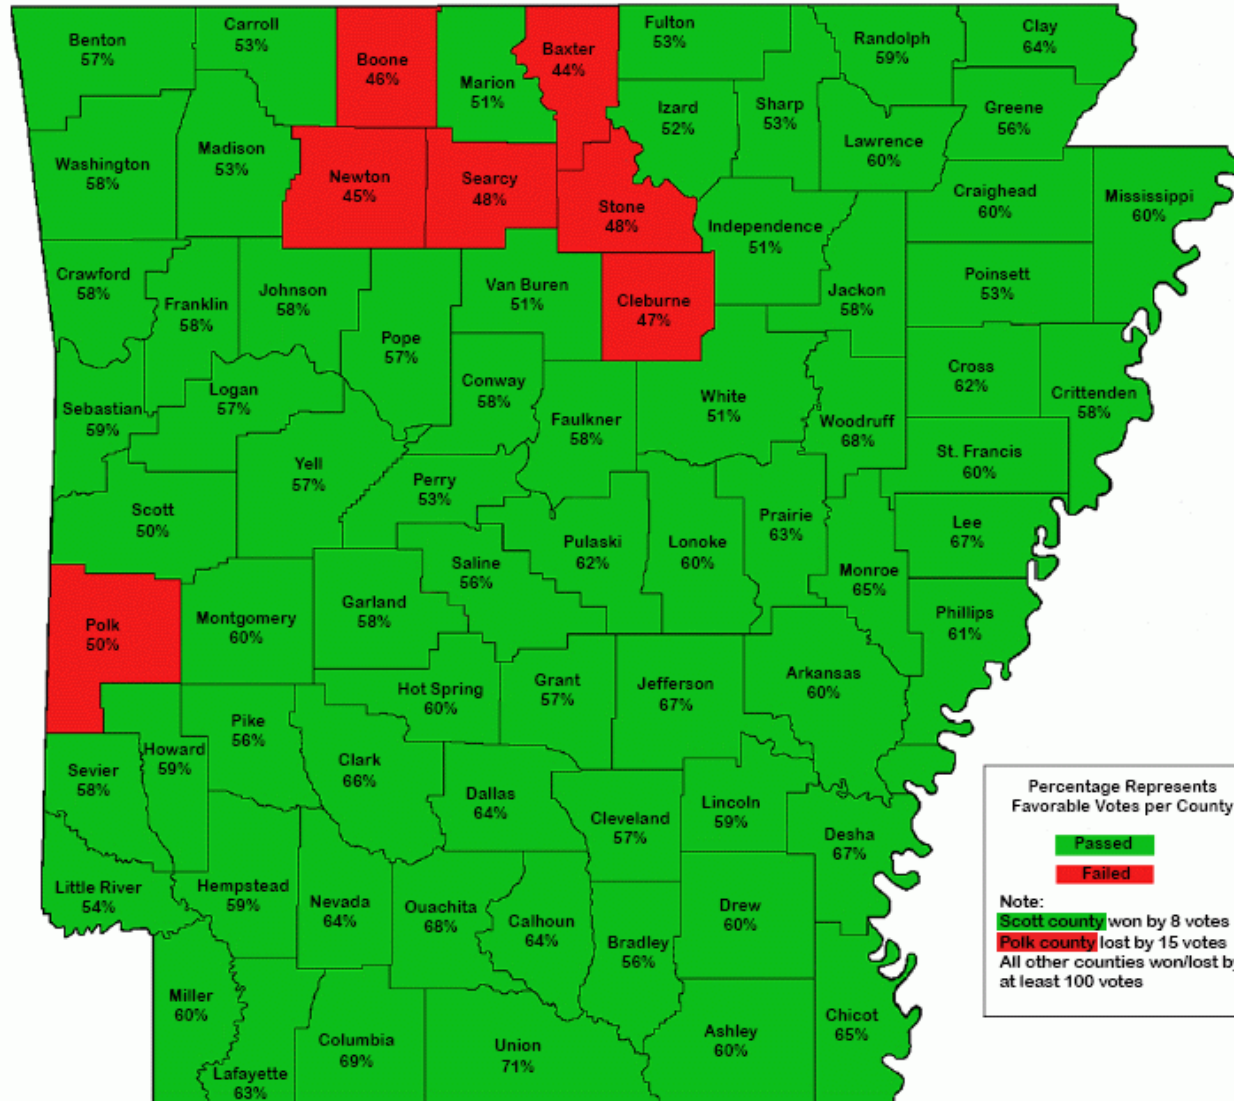 Benton
57%
Carroll
53%
Boone
46%
Marion
51%
Baxter
44%
Fulton
53%
Randolph
59%
Clay
64%
Izard
52%
Sharp
53%
Greene
56%
Lawrence
60%
Washington
58%
Madison
53%
Newton
45%
Searcy
48%
Stone
48%
Independence
51%
Craighead
60%
Mississippi
60%
Crawford
58%
Franklin
58%
Johnson
58%
Pope
57%
Van Buren
51%
Cleburne
47%
Jackon
58%
Poinsett
53%
Sebastian
59%
Logan
57%
Conway
58%
Faulkner
58%
White
51%
Woodruff
68%
Cross
62%
Crittenden
58%
St. Francis
60%
Scott
50%
Yell
57%
Perry
53%
Pulaski
62%
Lonoke
60%
Prairie
63%
Lee
67%
Monroe
65%
Phillips
61%
Polk
50%
Montgomery
60%
Garland
58%
Saline
56%
Hot Spring
60%
Grant
57%
Jefferson
67%
Arkansas
60%
Sevier
58%
Howard
59%
Pike
56%
Clark
66%
Dallas
64%
Cleveland
57%
Lincoln
59%
Desha
67%
Little River
54%
Hempstead
59%
Nevada
64%
Ouachita
68%
Calhoun
64%
Bradley
56%
Drew
60%
Miller
60%
Lafayette
63%
Columbia
69%
Union
71%
Ashley
60%
Chicot
65%
Percentage Represents
Favorable Votes per County
Passed
Failed
Note:
Scott county won by 8 votes
Polk county lost by 15 votes
All other counties won/lost by
at least 100 votes